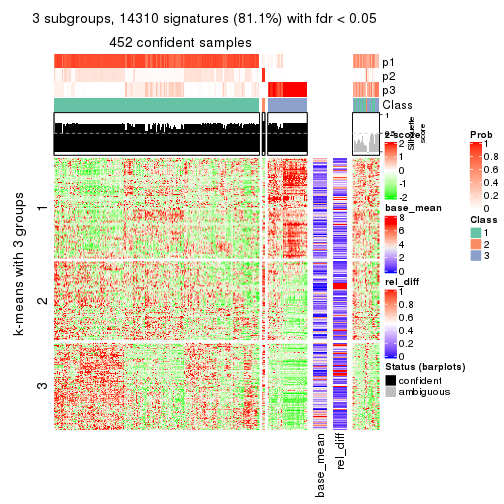 3 subgroups, 14310 signatures (81.1%) with fdr < 0.05
452 confident samples
p1
p2
p3
Class
1
Silhouette
score
k-means with 3 groups
1
2
3
base_mean
rel_diff
z-score
2
1
0
-1
-2
base_mean
8
6
4
2
0
rel_diff
1
0.8
0.6
0.4
0.2
0
Status (barplots)
confident
ambiguous
Prob
1
0.8
0.6
0.4
0.2
0
Class
1
2
3